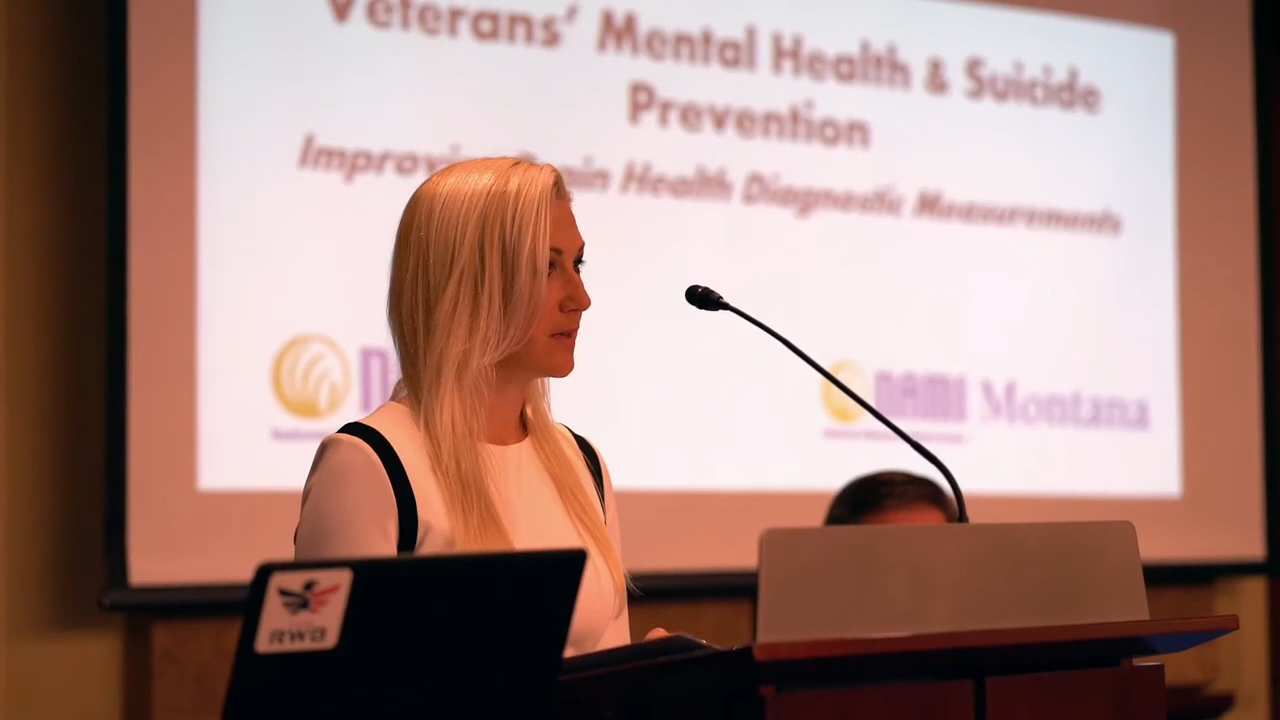 Veterans’ Mental Health & Suicide
Prevention
Health Diagnostic Measurements
NAMI Montana
RWB